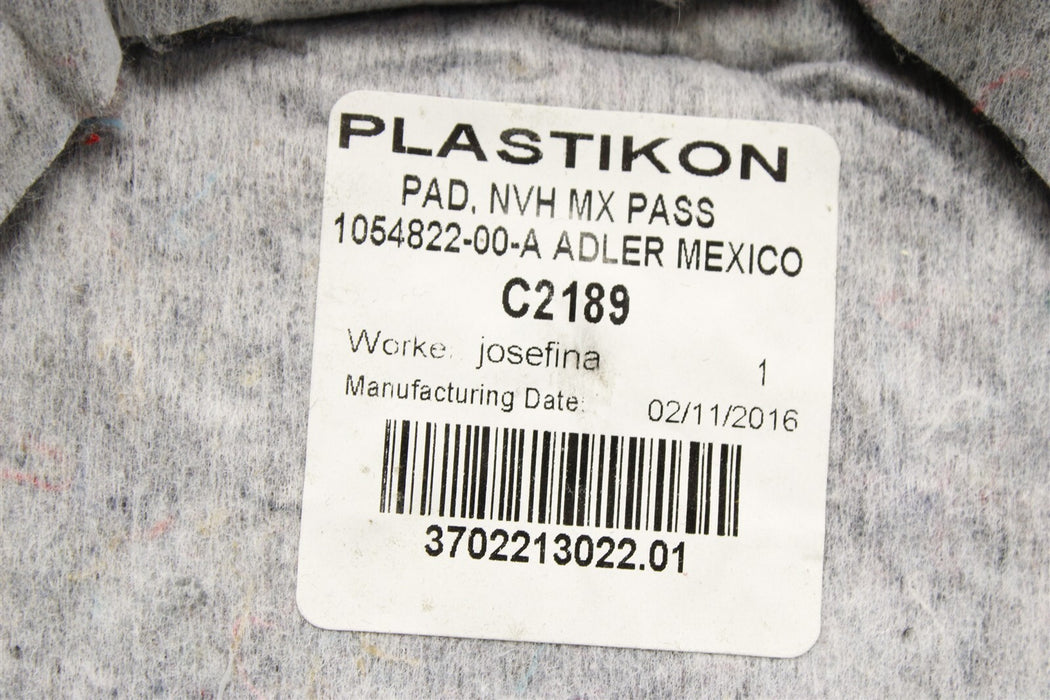 PLASTIKON
PAD, NVH MX PASS
1054822-00-A ADLER MEXICO
C2189
Worke josefina 1
Manufacturing Date: 02/11/2016
3702213022.01